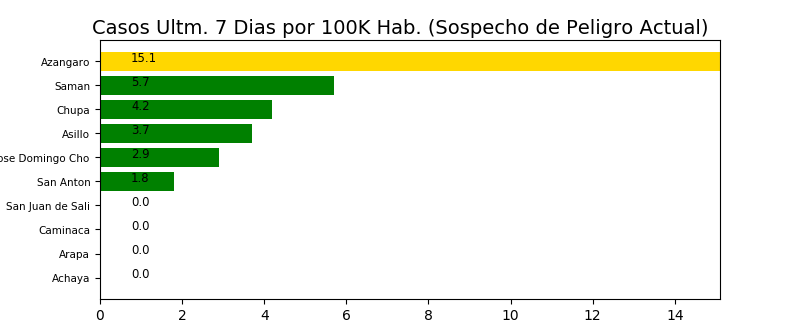 Casos Ultm. 7 Dias por 100K Hab. (Sospecho de Peligro Actual)
Azangaro 15.1
Saman 5.7
Chupa 4.2
Asillo 3.7
ose Domingo Cho 2.9
San Anton 1.8
San Juan de Sali 0.0
Caminaca 0.0
Arapa 0.0
Achaya 0.0
0 2 4 6 8 10 12 14